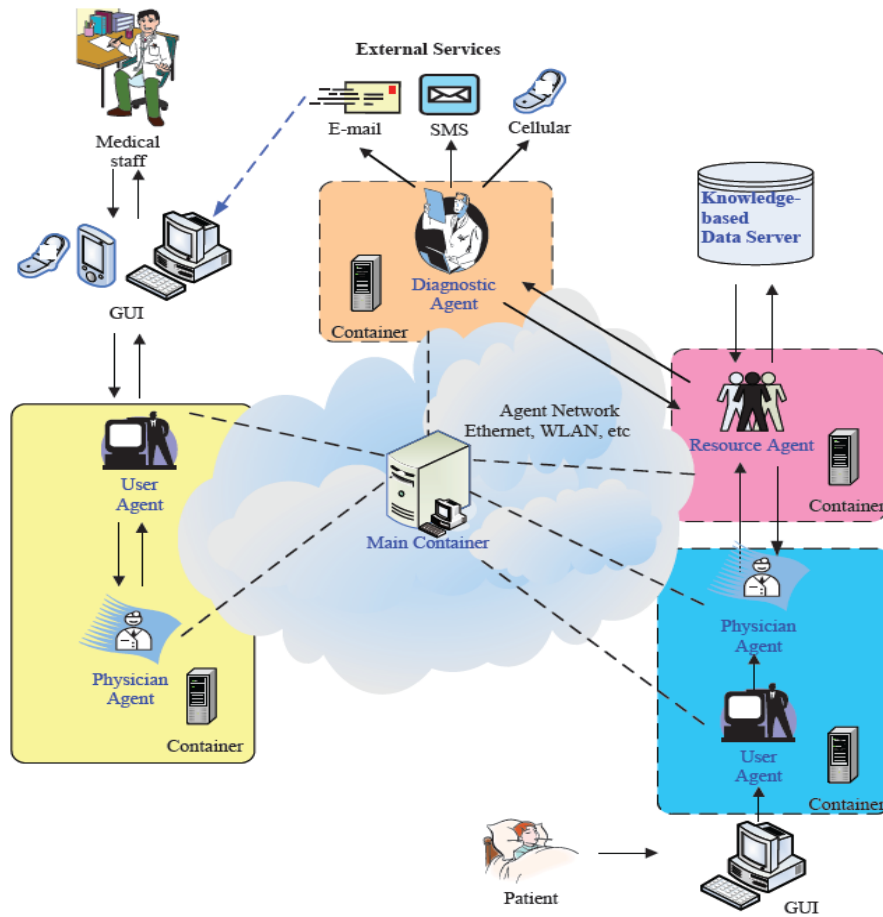 External Services
E-mail
SMS
Cellular
Medical
staff
GUI
Knowledge-
based
Data Server
Diagnostic
Agent
Container
Agent Network
Ethernet, WLAN, etc
Resource Agent
Container
User
Agent
Main Container
Physician
Agent
Container
Physician
Agent
User
Agent
Container
Patient
GUI